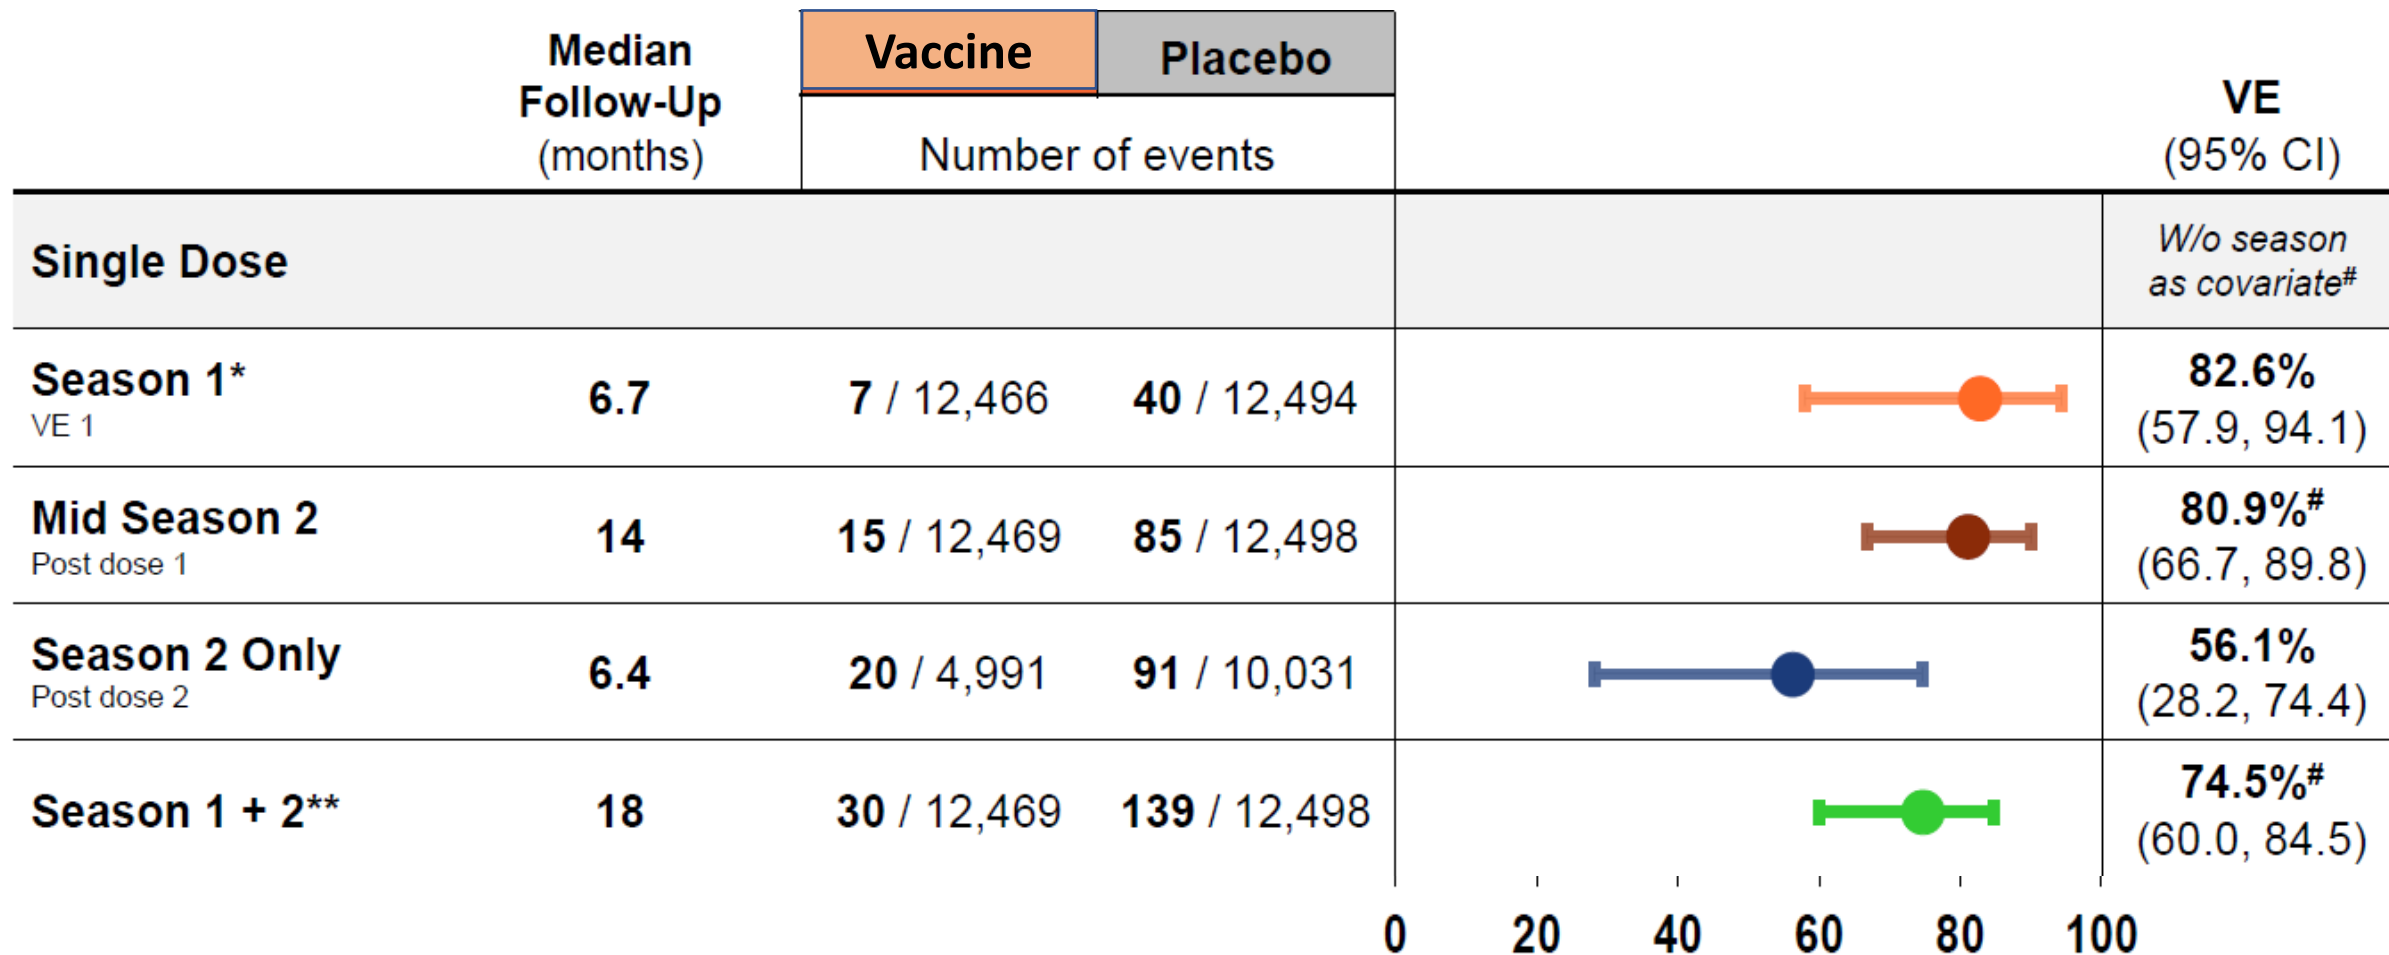 Median
Follow-Up
(months)
Vaccine
Placebo
Number of events
VE
(95% CI)
Single Dose
W/o season
as covariate#
Season 1*
VE 1
6.7
7 / 12,466
40 / 12,494
82.6%
(57.9, 94.1)
Mid Season 2
Post dose 1
14
15 / 12,469
85 / 12,498
80.9%#
(66.7, 89.8)
Season 2 Only
Post dose 2
6.4
20 / 4,991
91 / 10,031
56.1%
(28.2, 74.4)
Season 1 + 2**
18
30 / 12,469
139 / 12,498
74.5%#
(60.0, 84.5)
0 20 40 60 80 100